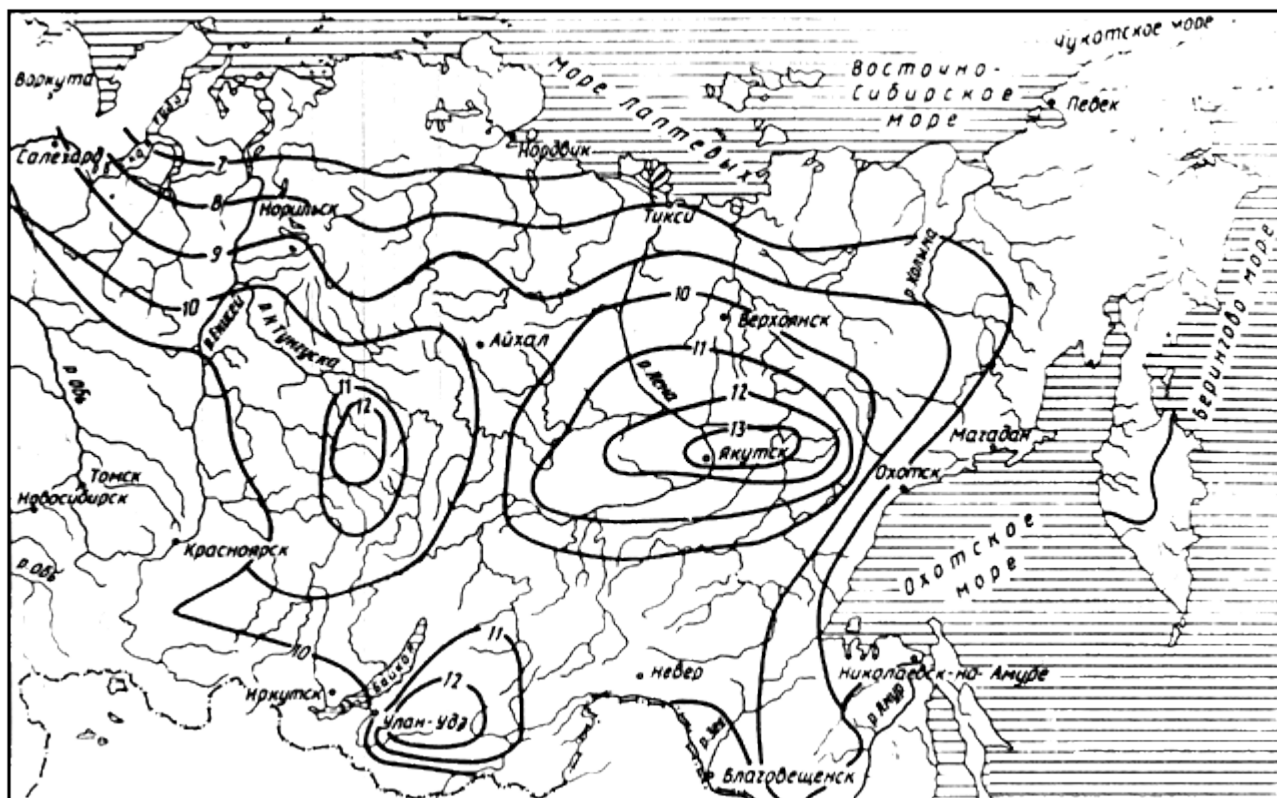 Воркута
Чукотское море
Восточно-
Сибирское
море
Море Лаптевых
Певек
Салегард
Нордвик
7
8
Норильск
Тикси
9
10
р. Колыма
Берингово море
р. Енисей
р. Н Тунгуска
Айхал
10
Верхоянск
11
р. Обь
р. Лена
11
12
12
13
Якутск
Магадан
Охотск
Томск
Новосибирск
Красноярск
р. Обь
Охотское
море
10
11
Байкал
12
Невер
Николаевск-на-Амуре
Иркутск
Улан-Удэ
р. Амур
р. Зея
Благовещенск